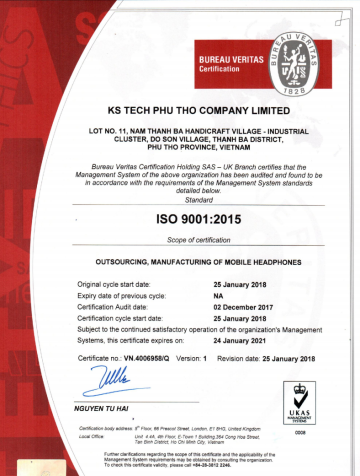 BUREAU VERITAS
Certification
BUREAU VERITAS
1828
KS TECH PHU THO COMPANY LIMITED
LOT NO. 11, NAM THANH BA HANDICRAFT VILLAGE - INDUSTRIAL
CLUSTER, DO SON VILLAGE, THANH BA DISTRICT,
PHU THO PROVINCE, VIETNAM
Bureau Veritas Certification Holding SAS – UK Branch certifies that the
Management System of the above organization has been audited and found to be
in accordance with the requirements of the Management System standards
detailed below.
Standard
ISO 9001:2015
Scope of certification
OUTSOURCING, MANUFACTURING OF MOBILE HEADPHONES
Original cycle start date: 25 January 2018
Expiry date of previous cycle: NA
Certification Audit date: 02 December 2017
Certification cycle start date: 25 January 2018
Subject to the continued satisfactory operation of the organization's Management
Systems, this certificate expires on: 24 January 2021
Certificate no.: VN.4006958/Q Version: 1 Revision date: 25 January 2018
NGUYEN TU HAI
UKAS
MANAGEMENT
SYSTEMS
0008
Certification body address: 5th Floor, 66 Prescot Street, London, E1 8HG, United Kingdom
Local Office: Unit 4.4A, 4th Floor, E-Town 1 Building,364 Cong Hoa Street,
Tan Binh District, Ho Chi Minh City, Vietnam
Further clarifications regarding the scope of this certificate and the applicability of the
Management System requirements may be obtained by consulting the organization.
To check this certificate validity, please call +84-28-3812 2246.